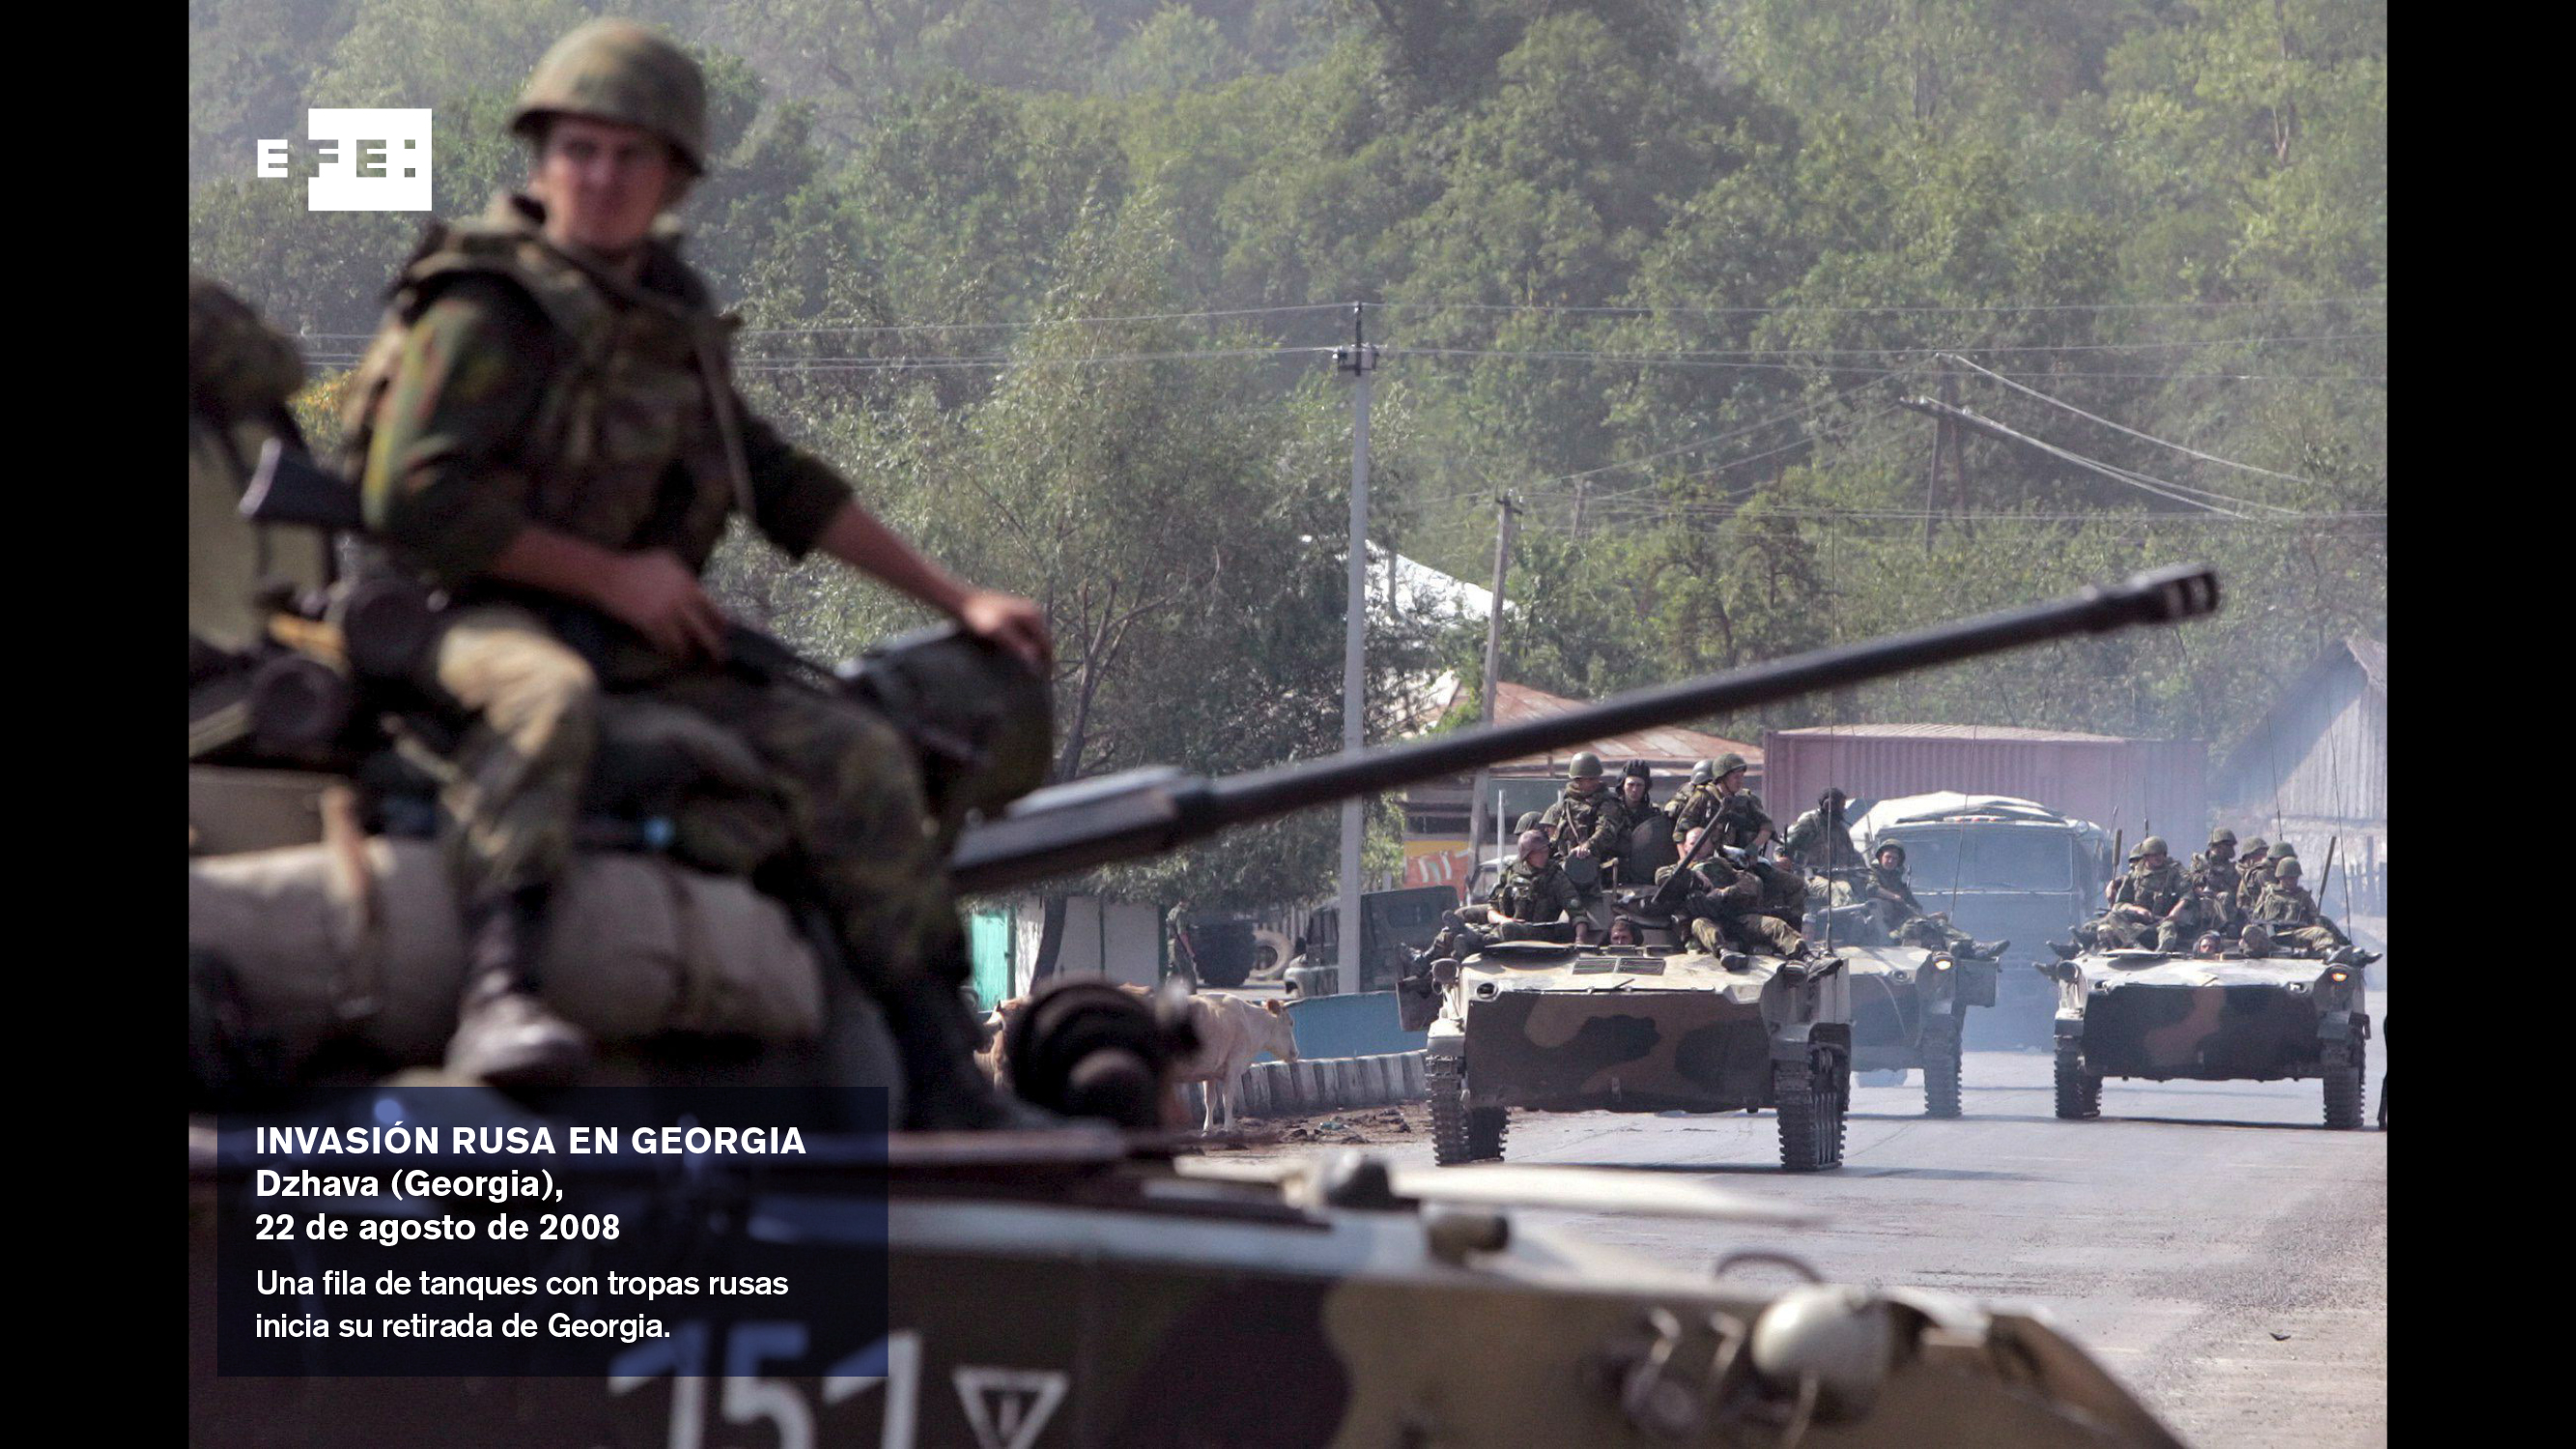 EFE:
INVASIÓN RUSA EN GEORGIA
Dzhava (Georgia),
22 de agosto de 2008
Una fila de tanques con tropas rusas
inicia su retirada de Georgia.
757